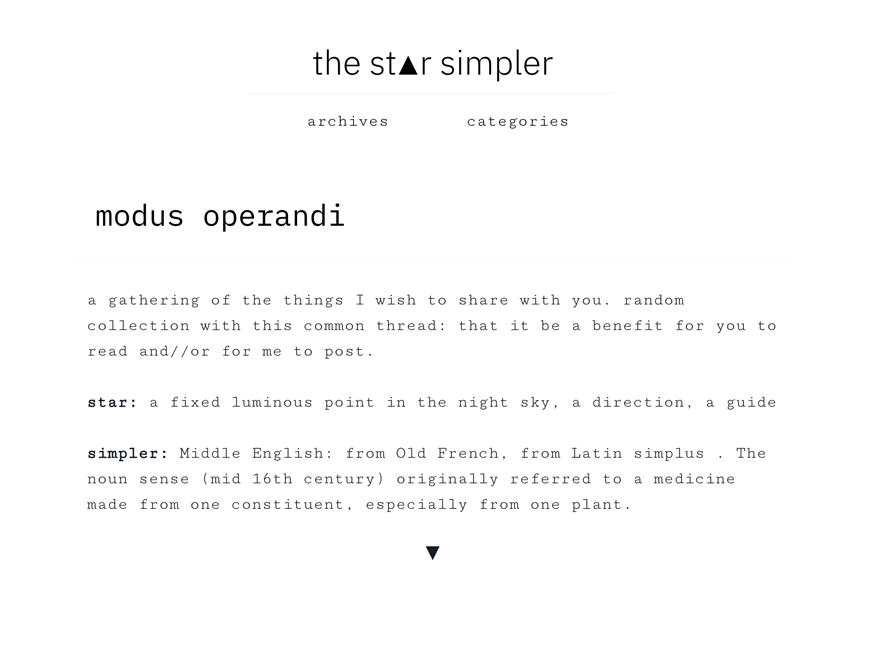 the st▲r simpler
archives categories
modus operandi
a gathering of the things I wish to share with you. random
collection with this common thread: that it be a benefit for you to
read and//or for me to post.
star: a fixed luminous point in the night sky, a direction, a guide
simpler: Middle English: from Old French, from Latin simplus . The
noun sense (mid 16th century) originally referred to a medicine
made from one constituent, especially from one plant.
▼